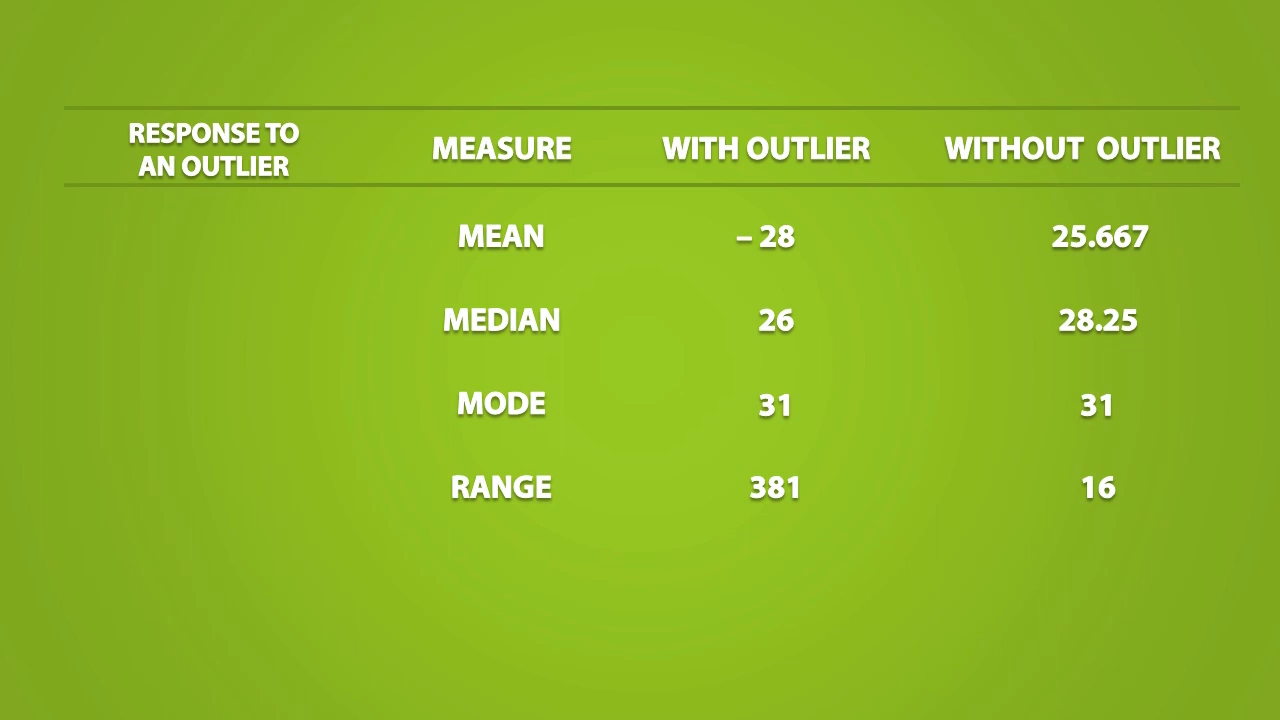 RESPONSE TO
AN OUTLIER
MEASURE WITH OUTLIER WITHOUT OUTLIER
MEAN – 28 25.667
MEDIAN 26 28.25
MODE 31 31
RANGE 381 16